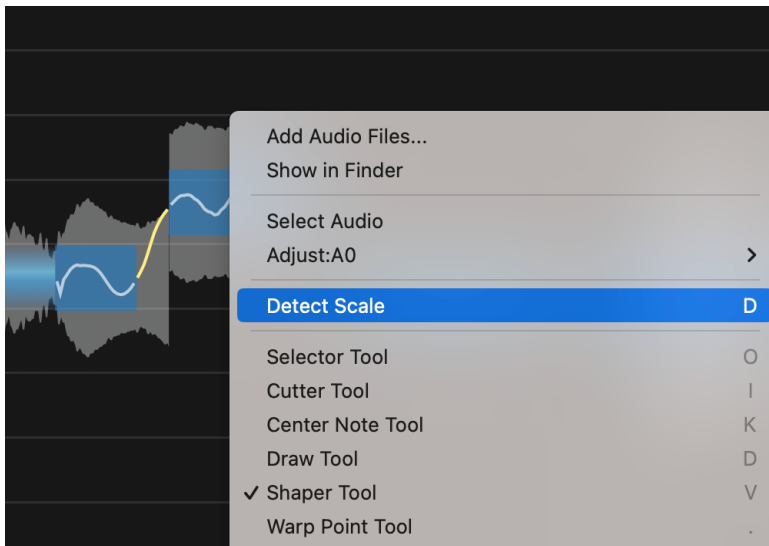 Add Audio Files...
Show in Finder
Select Audio
Adjust:A0
Detect Scale D
Selector Tool O
Cutter Tool I
Center Note Tool K
Draw Tool D
✓ Shaper Tool V
Warp Point Tool .